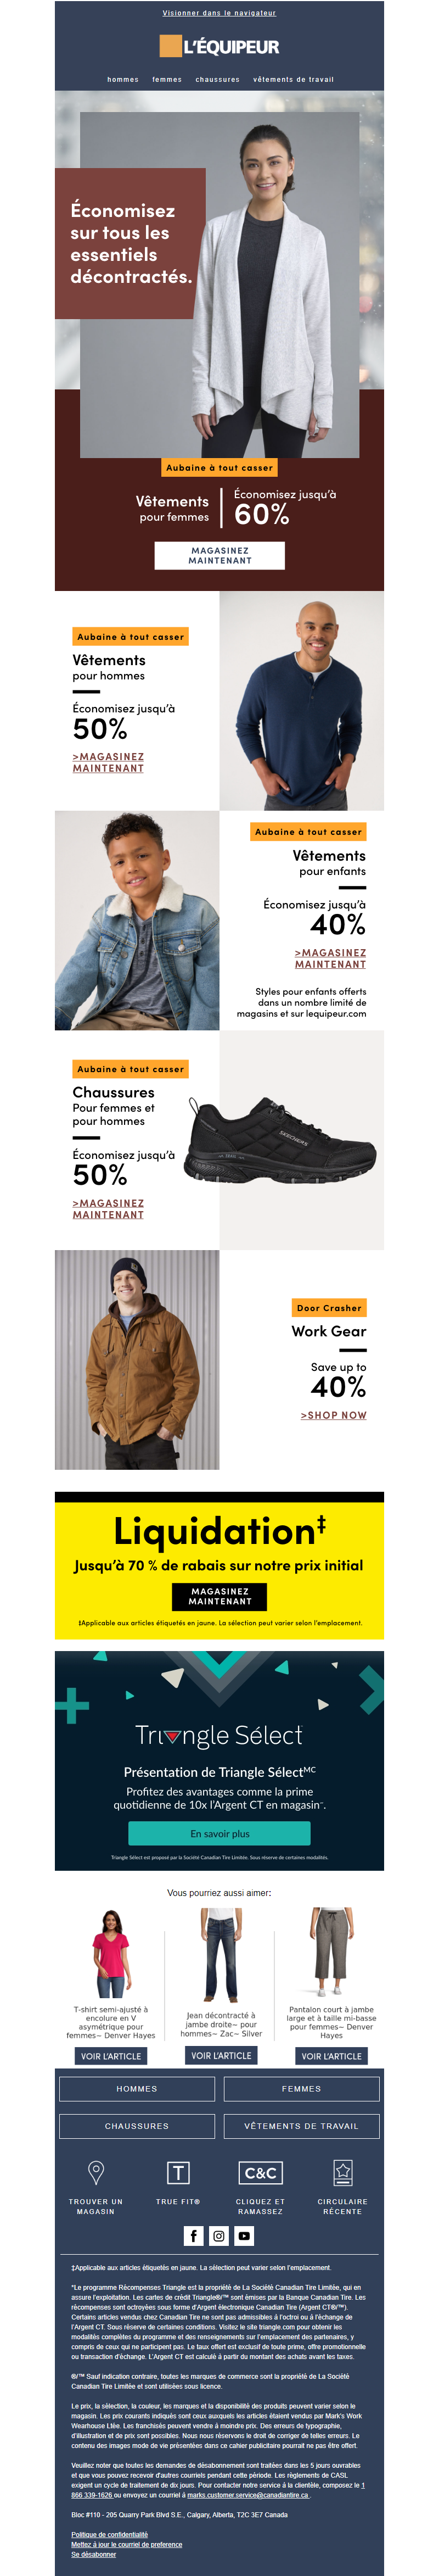 Visionner dans le navigateur
L'ÉQUIPEUR
hommes femmes chaussures vêtements de travail
Économisez
sur tous les
essentiels
décontractés.
Aubaine à tout casser
Vêtements
pour femmes
Économisez jusqu'à
60%
MAGASINEZ
MAINTENANT
Aubaine à tout casser
Vêtements
pour hommes
Économisez jusqu'à
50%
>MAGASINEZ
MAINTENANT
Aubaine à tout casser
Vêtements
pour enfants
Économisez jusqu'à
40%
>MAGASINEZ
MAINTENANT
Styles pour enfants offerts
dans un nombre limité de
magasins et sur lequipeur.com
Aubaine à tout casser
Chaussures
Pour femmes et
pour hommes
Économisez jusqu'à
50%
>MAGASINEZ
MAINTENANT
SKECHERS
Door Crasher
Work Gear
Save up to
40%
>SHOP NOW
Liquidation‡
Jusqu'à 70 % de rabais sur notre prix initial
MAGASINEZ
MAINTENANT
‡Applicable aux articles étiquetés en jaune. La sélection peut varier selon l'emplacement.
Triangle Sélect
Présentation de Triangle SélectMC
Profitez des avantages comme la prime
quotidienne de 10x l'Argent CT en magasin~.
En savoir plus
Triangle Sélect est proposé par la Société Canadian Tire Limitée. Sous réserve de certaines modalités.
Vous pourriez aussi aimer:
T-shirt semi-ajusté à
encolure en V
asymétrique pour
femmes~ Denver Hayes
VOIR L'ARTICLE
Jean décontracté à
jambe droite~ pour
hommes~ Zac~ Silver
VOIR L'ARTICLE
Pantalon court à jambe
large et à taille mi-basse
pour femmes~ Denver
Hayes
VOIR L'ARTICLE
HOMMES
FEMMES
CHAUSSURES
VÊTEMENTS DE TRAVAIL
TROUVER UN
MAGASIN
T
TRUE FIT®
C&C
CLIQUEZ ET
RAMASSEZ
CIRCULAIRE
RÉCENTE
‡Applicable aux articles étiquetés en jaune. La sélection peut varier selon l'emplacement.
*Le programme Récompenses Triangle est la propriété de La Société Canadian Tire Limitée, qui en
assure l'exploitation. Les cartes de crédit Triangle®/™ sont émises par la Banque Canadian Tire. Les
récompenses sont octroyées sous forme d'Argent électronique Canadian Tire (Argent CT®/™).
Certains articles vendus chez Canadian Tire ne sont pas admissibles à l'octroi ou à l'échange de
l'Argent CT. Sous réserve de certaines conditions. Visitez le site triangle.com pour obtenir les
modalités complètes du programme et des renseignements sur l'emplacement des partenaires, y
compris de ceux qui ne participent pas. Le taux offert est exclusif de toute prime, offre promotionnelle
ou transaction d'échange. L'Argent CT est calculé à partir du montant des achats avant les taxes.
®/™ Sauf indication contraire, toutes les marques de commerce sont la propriété de La Société
Canadian Tire Limitée et sont utilisées sous licence.
Le prix, la sélection, la couleur, les marques et la disponibilité des produits peuvent varier selon le
magasin. Les prix courants indiqués sont ceux auxquels les articles étaient vendus par Mark's Work
Wearhouse Ltée. Les franchisés peuvent vendre à moindre prix. Des erreurs de typographie,
d'illustration et de prix sont possibles. Nous nous réservons le droit de corriger de telles erreurs. Le
contenu des images mode de vie présentées dans ce cahier publicitaire pourrait ne pas être offert.
Veuillez noter que toutes les demandes de désabonnement sont traitées dans les 5 jours ouvrables
et que vous pouvez recevoir d'autres courriels pendant cette période. Les règlements de CASL
exigent un cycle de traitement de dix jours. Pour contacter notre service à la clientèle, composez le 1
866 339-1626 ou envoyez un courriel à marks.customer.service@canadiantire.ca .
Bloc #110 - 205 Quarry Park Blvd S.E., Calgary, Alberta, T2C 3E7 Canada
Politique de confidentialité
Mettez à jour le courriel de preference
Se désabonner